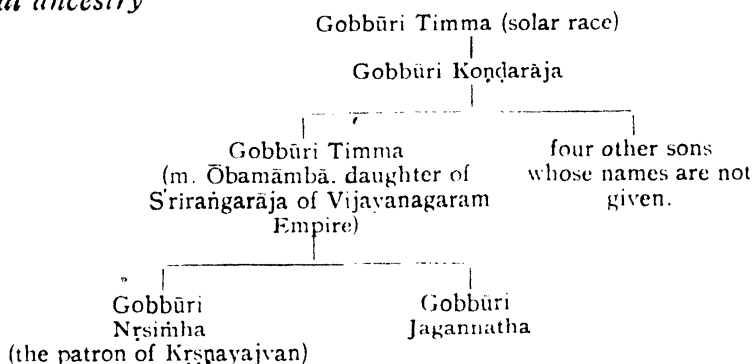 ancestry
Gobbūri Timma (solar race)
Gobbūri Koṇḍarāja
Gobbūri Timma
(m. Ōbamāmbā. daughter of
S'riraṅgarāja of Vijayanagaram
Empire)
four other sons
whose names are not
given.
Gobbūri
Nṛsiṁha
(the patron of Kṛṣṇayajvan)
Gobbūri
Jagannatha